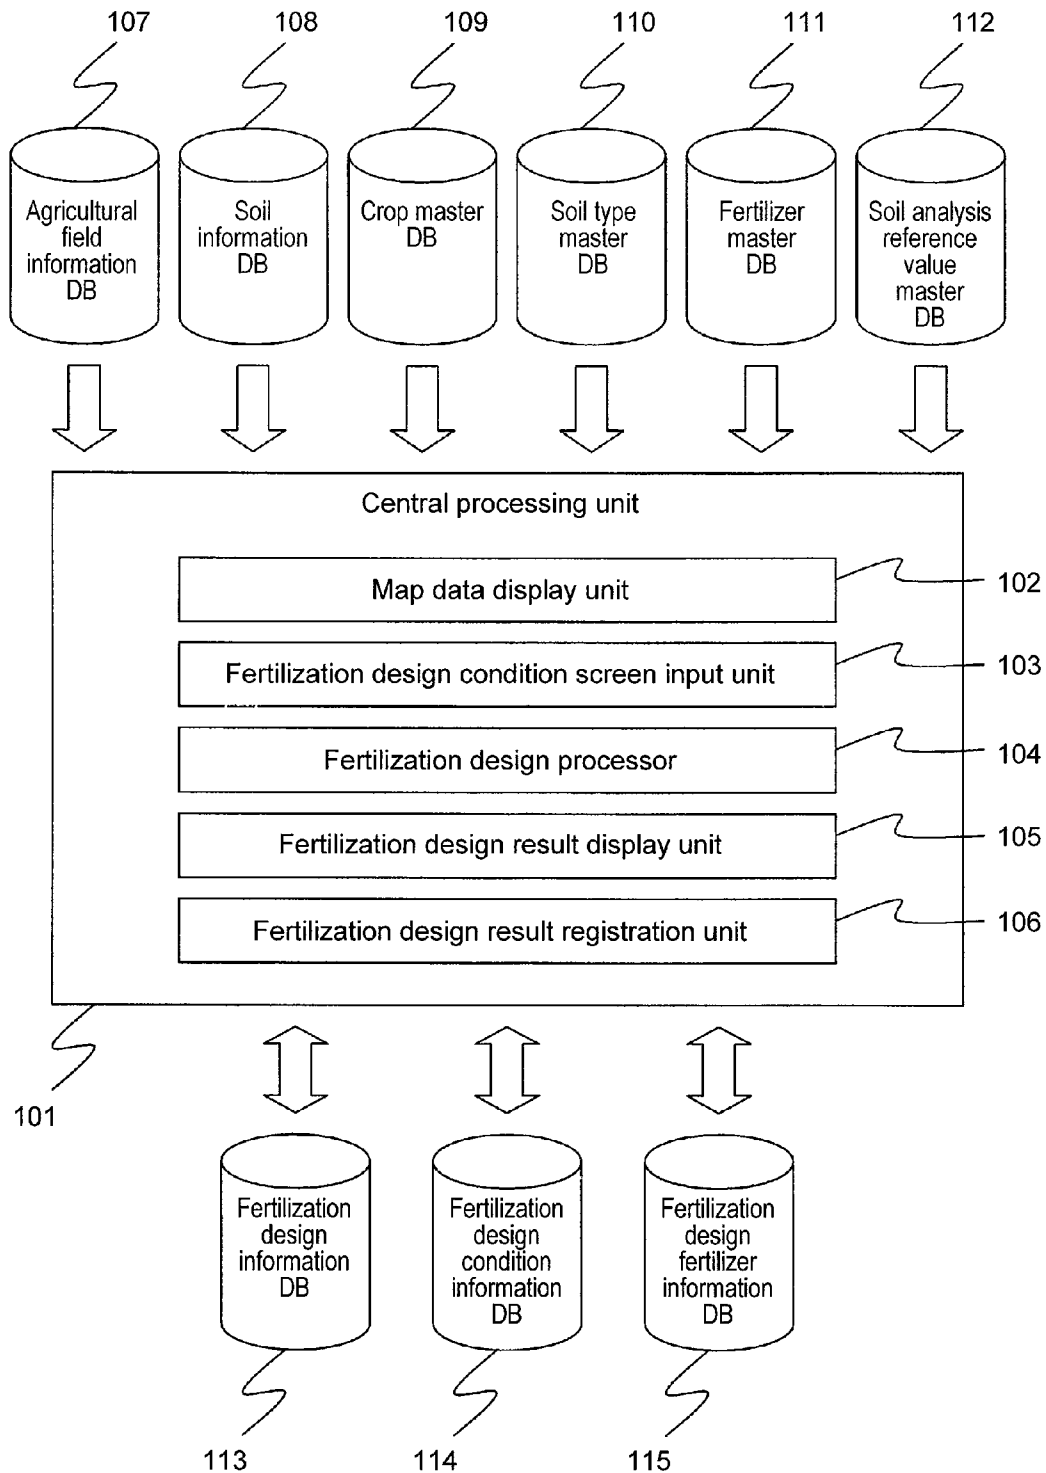 107 108 109 110 111 112
Agricultural
field
information
DB
Soil
information
DB
Crop master
DB
Soil type
master
DB
Fertilizer
master
DB
Soil analysis
reference
value
master
DB
Central processing unit
Map data display unit
102
Fertilization design condition screen input unit
103
Fertilization design processor
104
Fertilization design result display unit
105
Fertilization design result registration unit
106
101
Fertilization
design
information
DB
Fertilization
design
condition
information
DB
Fertilization
design
fertilizer
information
DB
113 114 115